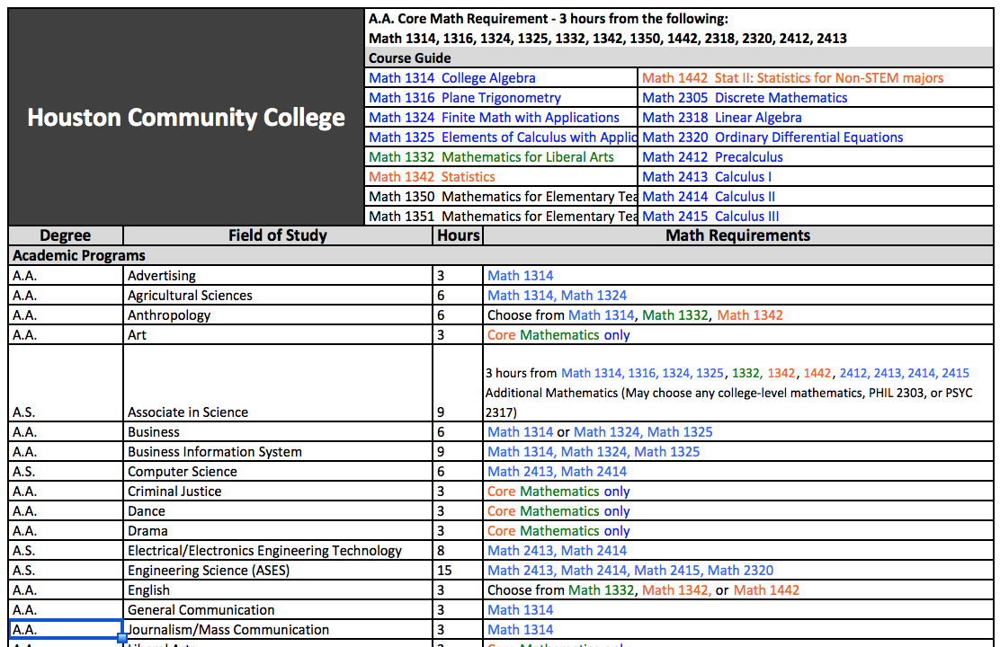 A.A. Core Math Requirement - 3 hours from the following:
Math 1314, 1316, 1324, 1325, 1332, 1342, 1350, 1442, 2318, 2320, 2412, 2413
Course Guide
Houston Community College
Math 1314 College Algebra Math 1442 Stat II: Statistics for Non-STEM majors
Math 1316 Plane Trigonometry Math 2305 Discrete Mathematics
Math 1324 Finite Math with Applications Math 2318 Linear Algebra
Math 1325 Elements of Calculus with Applic Math 2320 Ordinary Differential Equations
Math 1332 Mathematics for Liberal Arts Math 2412 Precalculus
Math 1342 Statistics Math 2413 Calculus I
Math 1350 Mathematics for Elementary Tea Math 2414 Calculus II
Math 1351 Mathematics for Elementary Tea Math 2415 Calculus III
Degree Field of Study Hours Math Requirements
Academic Programs
A.A. Advertising 3 Math 1314
A.A. Agricultural Sciences 6 Math 1314, Math 1324
A.A. Anthropology 6 Choose from Math 1314, Math 1332, Math 1342
A.A. Art 3 Core Mathematics only
3 hours from Math 1314, 1316, 1324, 1325, 1332, 1342, 1442, 2412, 2413, 2414, 2415
Additional Mathematics (May choose any college-level mathematics, PHIL 2303, or PSYC
A.S. Associate in Science 9 2317)
A.A. Business 6 Math 1314 or Math 1324, Math 1325
A.A. Business Information System 9 Math 1314, Math 1324, Math 1325
A.S. Computer Science 6 Math 2413, Math 2414
A.A. Criminal Justice 3 Core Mathematics only
A.A. Dance 3 Core Mathematics only
A.A. Drama 3 Core Mathematics only
A.S. Electrical/Electronics Engineering Technology 8 Math 2413, Math 2414
A.S. Engineering Science (ASES) 15 Math 2413, Math 2414, Math 2415, Math 2320
A.A. English 3 Choose from Math 1332, Math 1342, or Math 1442
A.A. General Communication 3 Math 1314
A.A. Journalism/Mass Communication 3 Math 1314